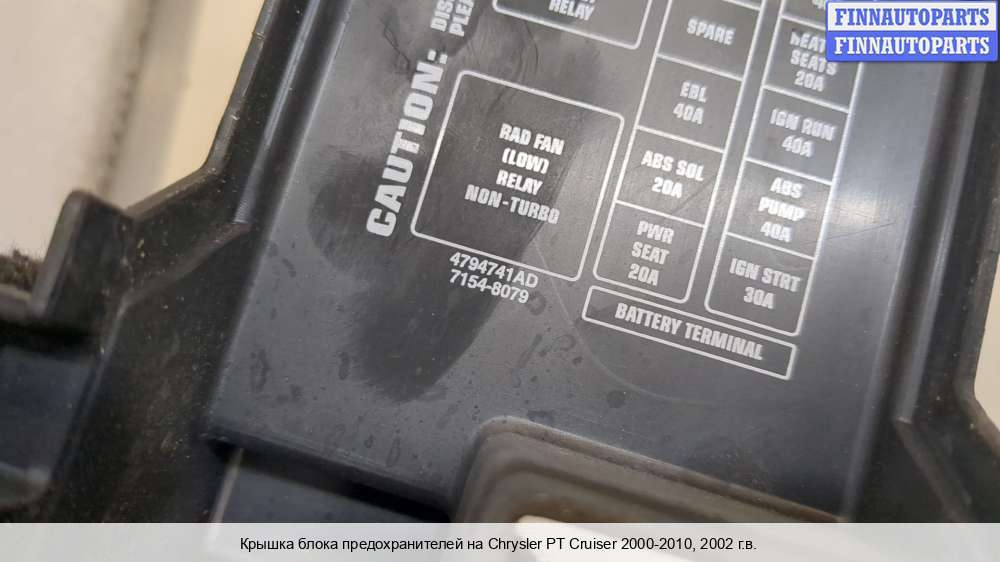 FINNAUTOPARTS
FINNAUTOPARTS
RELAY
CAUTION:
SPARE
SEATS
20A
EBL
40A
IGN RUN
40A
RAD FAN
(LOW)
RELAY
NON-TURBO
ABS SOL
20A
ABS
PUMP
40A
PWR
SEAT
20A
IGN STRT
30A
4794741AD
7154-8079
BATTERY TERMINAL
Крышка блока предохранителей на Chrysler PT Cruiser 2000-2010, 2002 г.в.